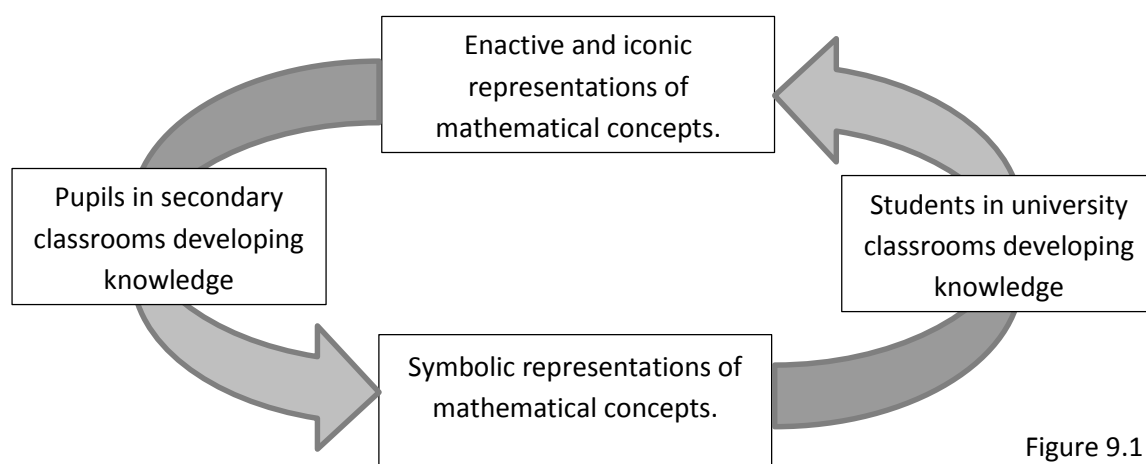 Enactive and iconic
representations of
mathematical concepts.
Pupils in secondary
classrooms developing
knowledge
Students in university
classrooms developing
knowledge
Symbolic representations of
mathematical concepts.
Figure 9.1